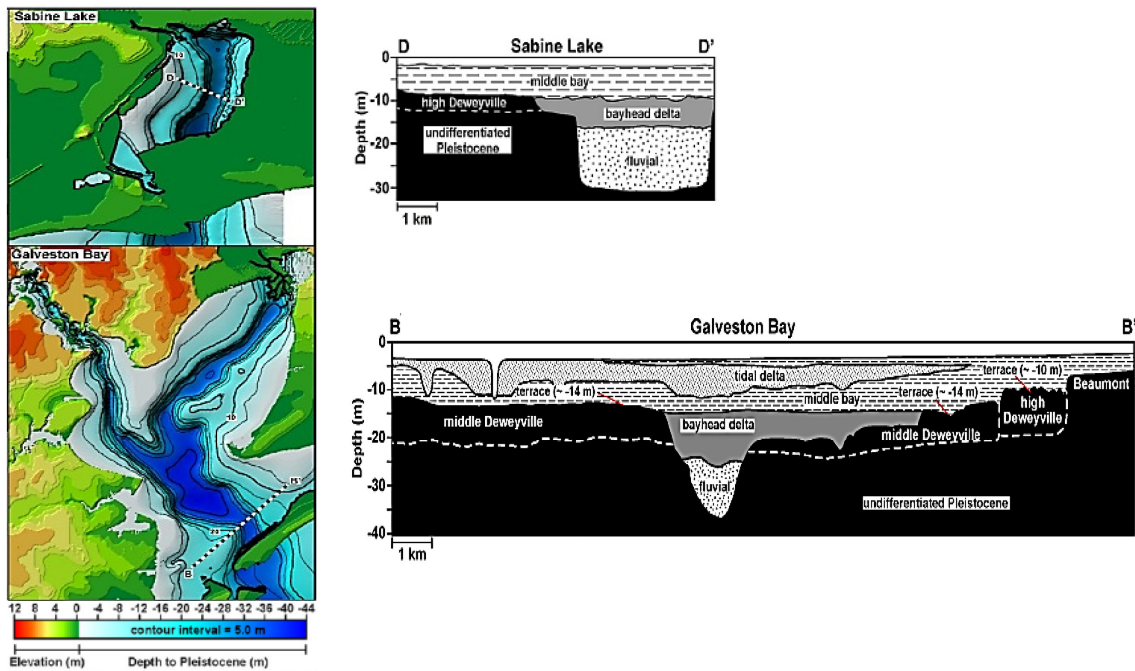 Sabine Lake
-10
D
D'
D
Sabine Lake
D'
0
-10
-20
-30
Depth (m)
middle bay
high Deweyville
bayhead delta
undifferentiated
Pleistocene
fluvial
1 km
Galveston Bay
-10
B'
B
B
Galveston Bay
B'
0
-10
-20
-30
-40
Depth (m)
tidal delta
terrace (~ -10 m)
terrace (~ -14 m)
terrace (~ -14 m)
Beaumont
middle bay
high
Deweyville
middle Deweyville
bayhead delta
middle Deweyville
fluvial
undifferentiated Pleistocene
1 km
12 8 4 0 -4 -8 -12 -16 -20 -24 -28 -32 -36 -40 -44
contour interval = 5.0 m
Elevation (m) Depth to Pleistocene (m)